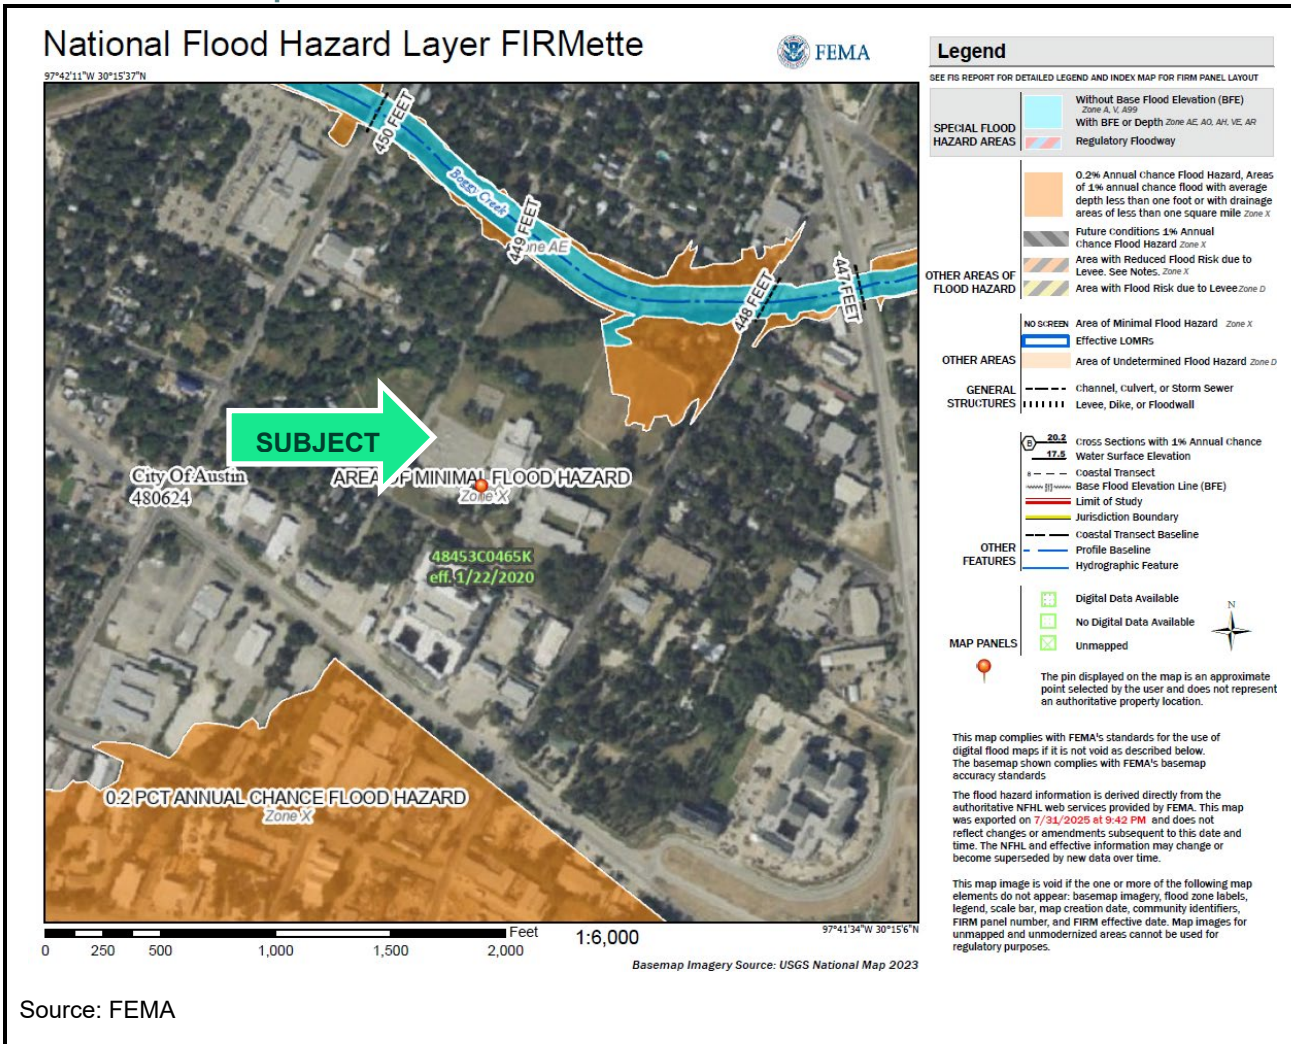 National Flood Hazard Layer FIRMette
FEMA
97°42'11"W 30°15'37"N
450 FEET
Boggy Creek
449 FEET
Zone AE
448 FEET
447 FEET
SUBJECT
City Of Austin
480624
AREA OF MINIMAL FLOOD HAZARD
Zone X
48453C0465K
eff. 1/22/2020
0.2 PCT ANNUAL CHANCE FLOOD HAZARD
Zone X
0 250 500 1,000 1,500 2,000 Feet
1:6,000
97°41'34"W 30°15'6"N
Basemap Imagery Source: USGS National Map 2023
Legend
SEE FIS REPORT FOR DETAILED LEGEND AND INDEX MAP FOR FIRM PANEL LAYOUT
SPECIAL FLOOD
HAZARD AREAS
Without Base Flood Elevation (BFE)
Zone A, V, A99
With BFE or Depth Zone AE, AO, AH, VE, AR
Regulatory Floodway
OTHER AREAS OF
FLOOD HAZARD
0.2% Annual Chance Flood Hazard, Areas
of 1% annual chance flood with average
depth less than one foot or with drainage
areas of less than one square mile Zone X
Future Conditions 1% Annual
Chance Flood Hazard Zone X
Area with Reduced Flood Risk due to
Levee. See Notes. Zone X
Area with Flood Risk due to Levee Zone D
OTHER AREAS
NO SCREEN Area of Minimal Flood Hazard Zone X
Effective LOMRs
Area of Undetermined Flood Hazard Zone D
GENERAL
STRUCTURES
Channel, Culvert, or Storm Sewer
Levee, Dike, or Floodwall
OTHER
FEATURES
B 20.2 Cross Sections with 1% Annual Chance
17.5 Water Surface Elevation
8 Coastal Transect
513 Base Flood Elevation Line (BFE)
Limit of Study
Jurisdiction Boundary
Coastal Transect Baseline
Profile Baseline
Hydrographic Feature
MAP PANELS
Digital Data Available
No Digital Data Available
Unmapped
N
The pin displayed on the map is an approximate
point selected by the user and does not represent
an authoritative property location.
This map complies with FEMA's standards for the use of
digital flood maps if it is not void as described below.
The basemap shown complies with FEMA's basemap
accuracy standards
The flood hazard information is derived directly from the
authoritative NFHL web services provided by FEMA. This map
was exported on 7/31/2025 at 9:42 PM and does not
reflect changes or amendments subsequent to this date and
time. The NFHL and effective information may change or
become superseded by new data over time.
This map image is void if the one or more of the following map
elements do not appear: basemap imagery, flood zone labels,
legend, scale bar, map creation date, community identifiers,
FIRM panel number, and FIRM effective date. Map images for
unmapped and unmodernized areas cannot be used for
regulatory purposes.
Source: FEMA